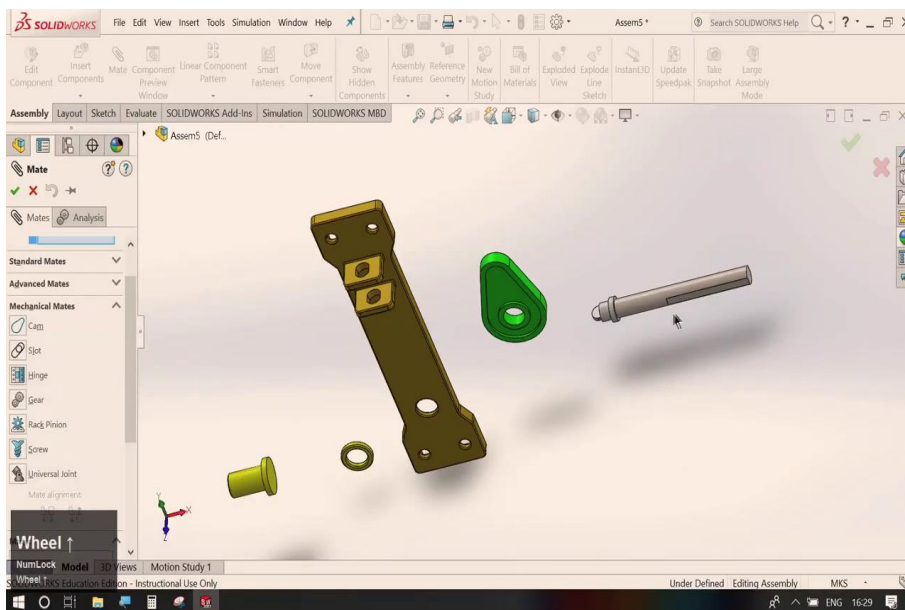 SOLIDWORKS File Edit View Insert Tools Simulation Window Help Assem5 * Search SOLIDWORKS Help
Edit Component
Insert Components
Mate
Component Preview Window
Linear Component Pattern
Smart Fasteners
Move Component
Show Hidden Components
Assembly Features
Reference Geometry
New Motion Study
Bill of Materials
Exploded View
Explode Line Sketch
Instant3D
Update Speedpak
Take Snapshot
Large Assembly Mode
Assembly Layout Sketch Evaluate SOLIDWORKS Add-Ins Simulation SOLIDWORKS MBD
Assem5 (Def...
Mate
Mates Analysis
Standard Mates
Advanced Mates
Mechanical Mates
Cam
Slot
Hinge
Gear
Rack Pinion
Screw
Universal Joint
Mate alignment:
Y
X
Z
Wheel ↑
NumLock
Wheel ↑
Model 3D Views Motion Study 1
SOLIDWORKS Education Edition - Instructional Use Only Under Defined Editing Assembly MKS
ENG 16:29